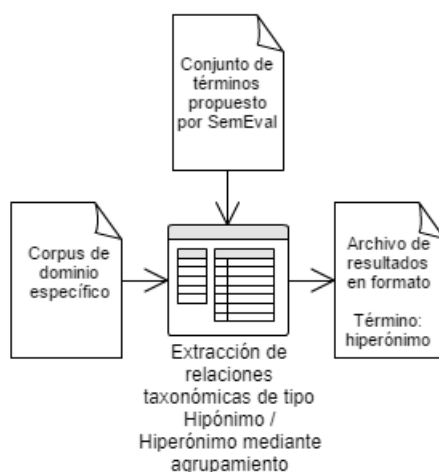 Conjunto de
términos
propuesto
por SemEval
Corpus de
dominio
específico
Archivo de
resultados
en formato
Término:
hiperónimo
Extracción de
relaciones
taxonómicas de tipo
Hipónimo /
Hiperónimo mediante
agrupamiento